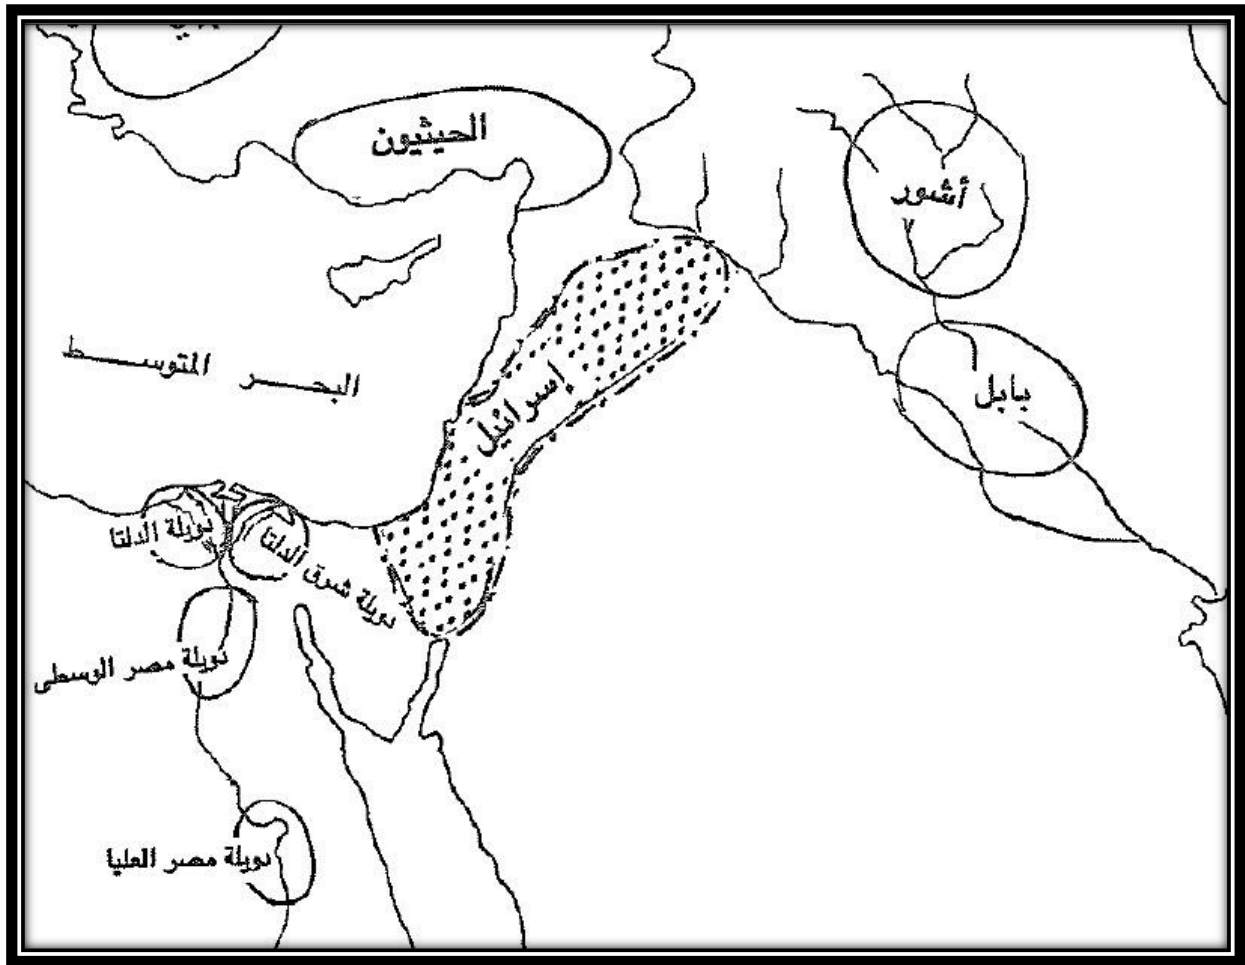 الحيثيون
أشور
البحر المتوسط
إسرائيل
بابل
دويلة الدلتا
دويلة شرق الدلتا
دويلة مصر الوسطى
دويلة مصر العليا